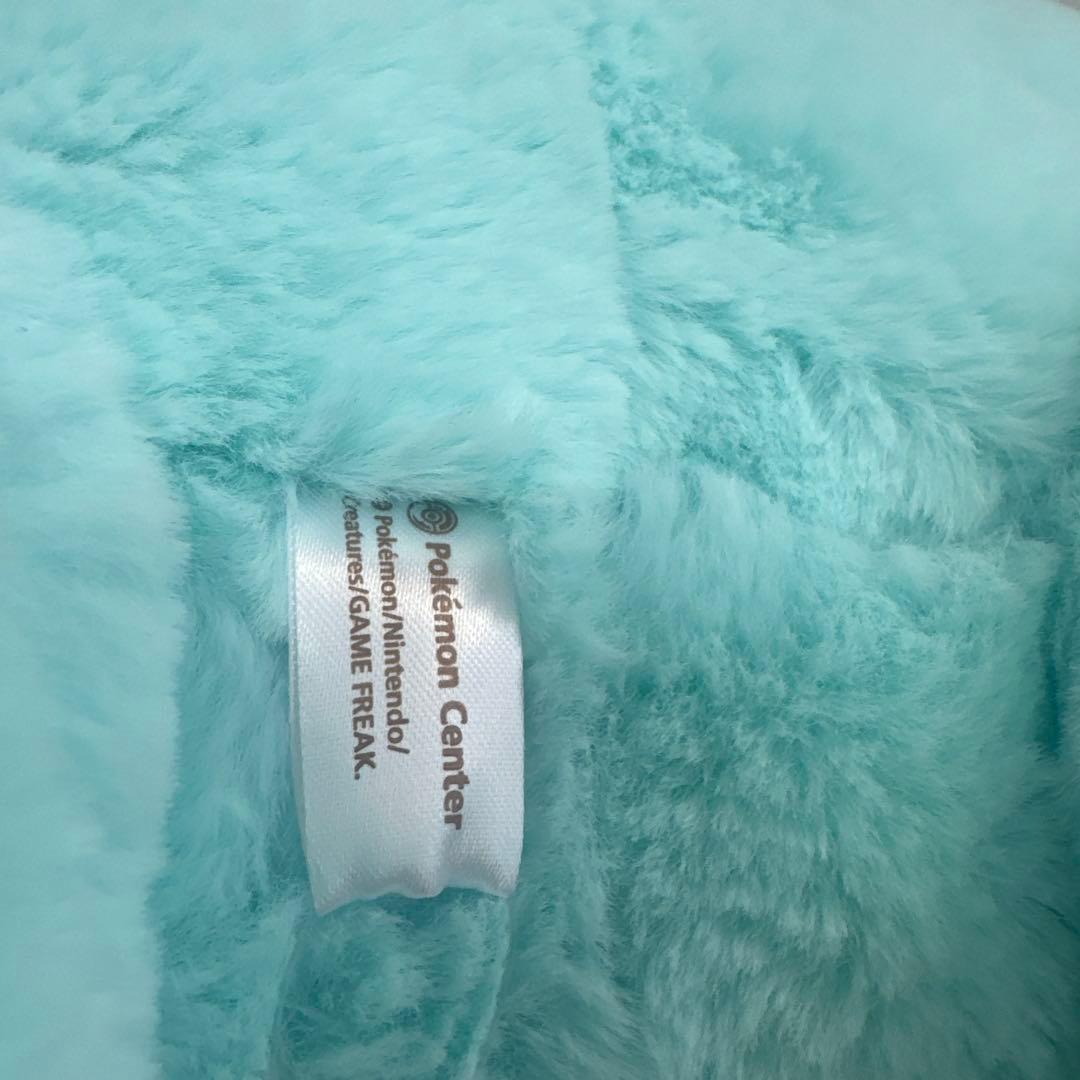 Pokémon Center
© Pokémon/Nintendo/
Creatures/GAME FREAK.